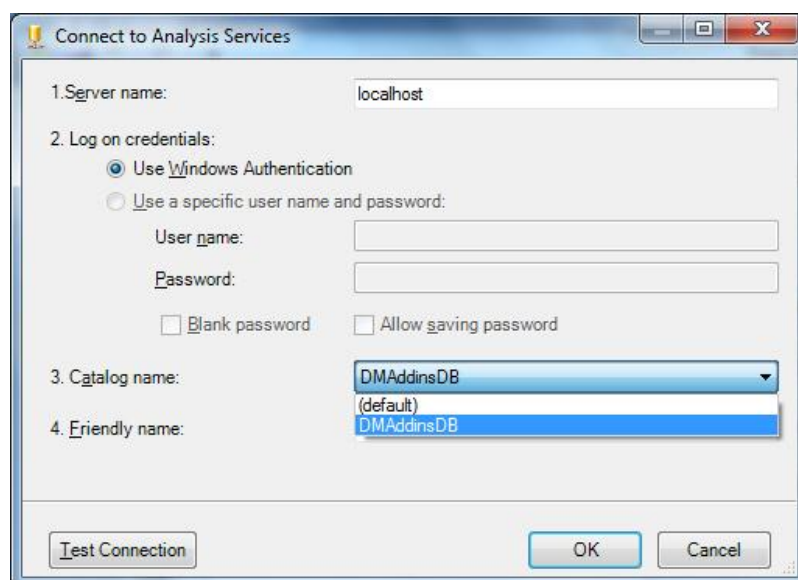 Connect to Analysis Services
1.Server name:
localhost
2. Log on credentials:
Use Windows Authentication
Use a specific user name and password:
User name:
Password:
Blank password
Allow saving password
3. Catalog name:
DMAddinsDB
(default)
DMAddinsDB
4. Friendly name:
Test Connection
OK
Cancel